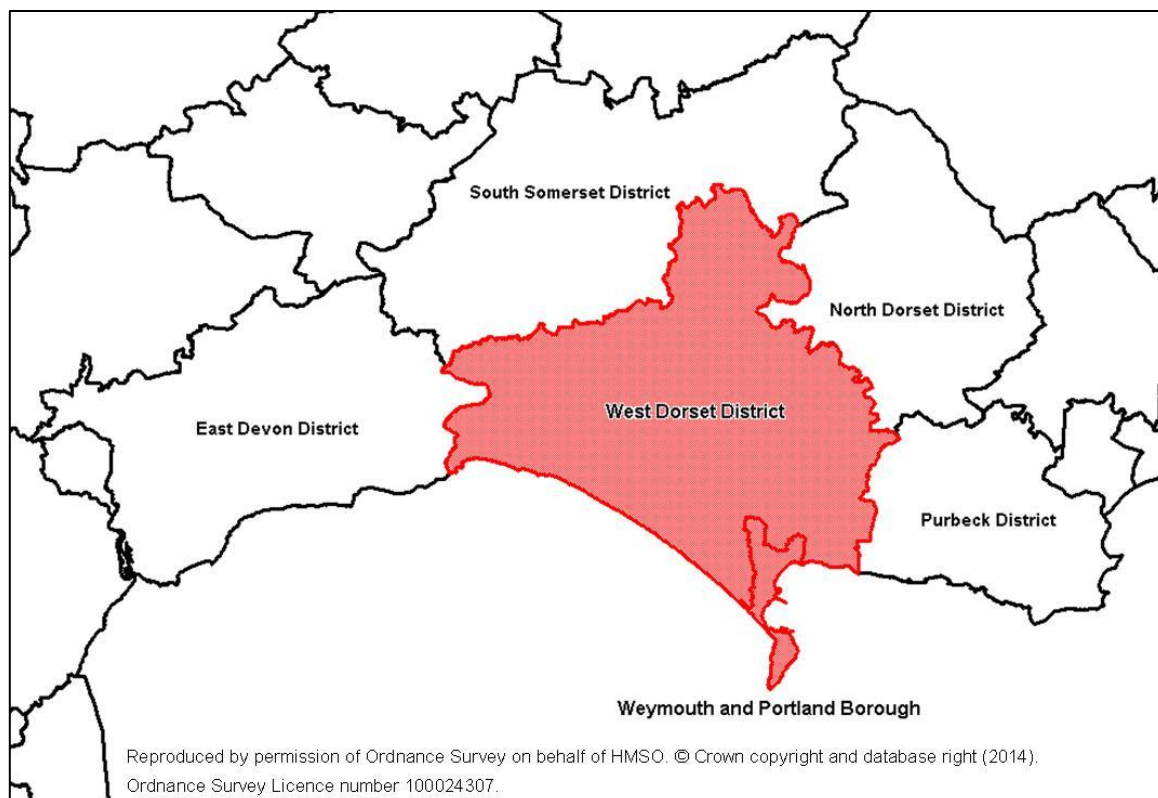 South Somerset District
North Dorset District
West Dorset District
East Devon District
Purbeck District
Weymouth and Portland Borough
Reproduced by permission of Ordnance Survey on behalf of HMSO. © Crown copyright and database right (2014).
Ordnance Survey Licence number 100024307.